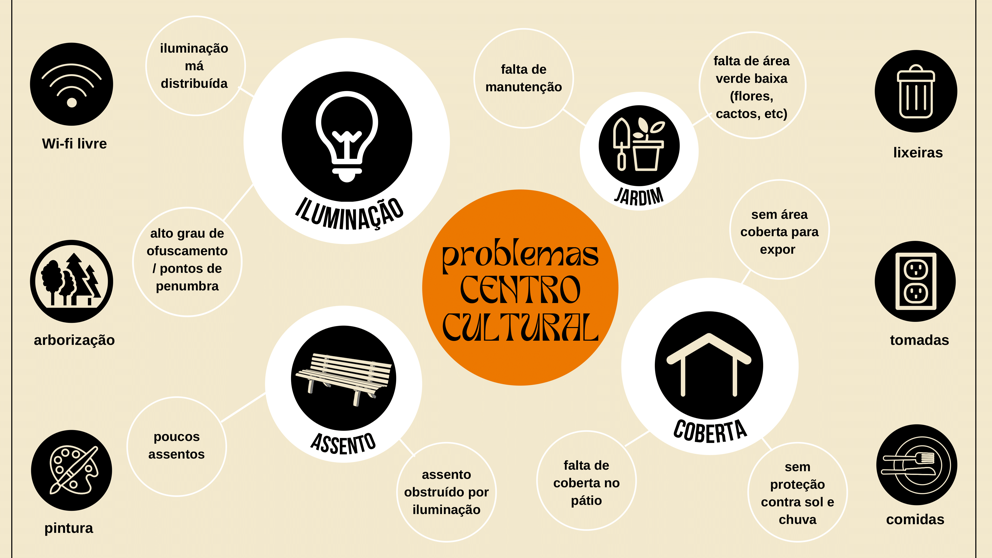 iluminação
má
distribuída
falta de
manutenção
falta de área
verde baixa
(flores,
cactos, etc)
Wi-fi livre
lixeiras
JARDIM
ILUMINAÇÃO
sem área
coberta para
expor
alto grau de
ofuscamento
/ pontos de
penumbra
problemas
CENTRO
CULTURAL
arborização
tomadas
ASSENTO
COBERTA
poucos
assentos
assento
obstruído por
iluminação
falta de
coberta no
pátio
sem
proteção
contra sol e
chuva
pintura
comidas